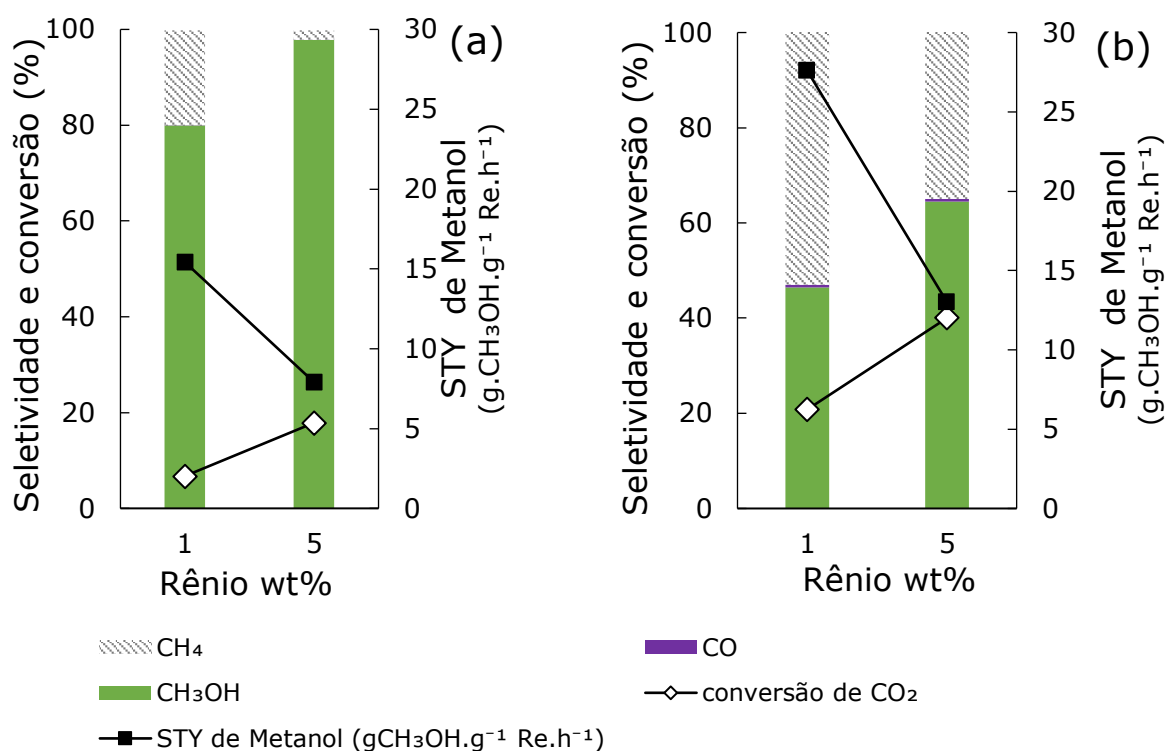 (a)
Seletividade e conversão (%)
100
80
60
40
20
0
30
25
20
15
10
5
0
STY de Metanol
(g.CH₃OH.g⁻¹ Re.h⁻¹)
1 5
Rênio wt%
(b)
Seletividade e conversão (%)
100
80
60
40
20
0
30
25
20
15
10
5
0
STY de Metanol
(g.CH₃OH.g⁻¹ Re.h⁻¹)
1 5
Rênio wt%
CH₄
CO
CH₃OH
conversão de CO₂
STY de Metanol (gCH₃OH.g⁻¹ Re.h⁻¹)